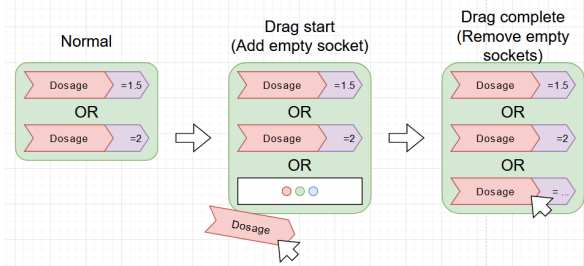 Normal
Dosage =1.5
OR
Dosage =2
Drag start
(Add empty socket)
Dosage =1.5
OR
Dosage =2
OR
Dosage
Drag complete
(Remove empty
sockets)
Dosage =1.5
OR
Dosage =2
OR
Dosage = ...